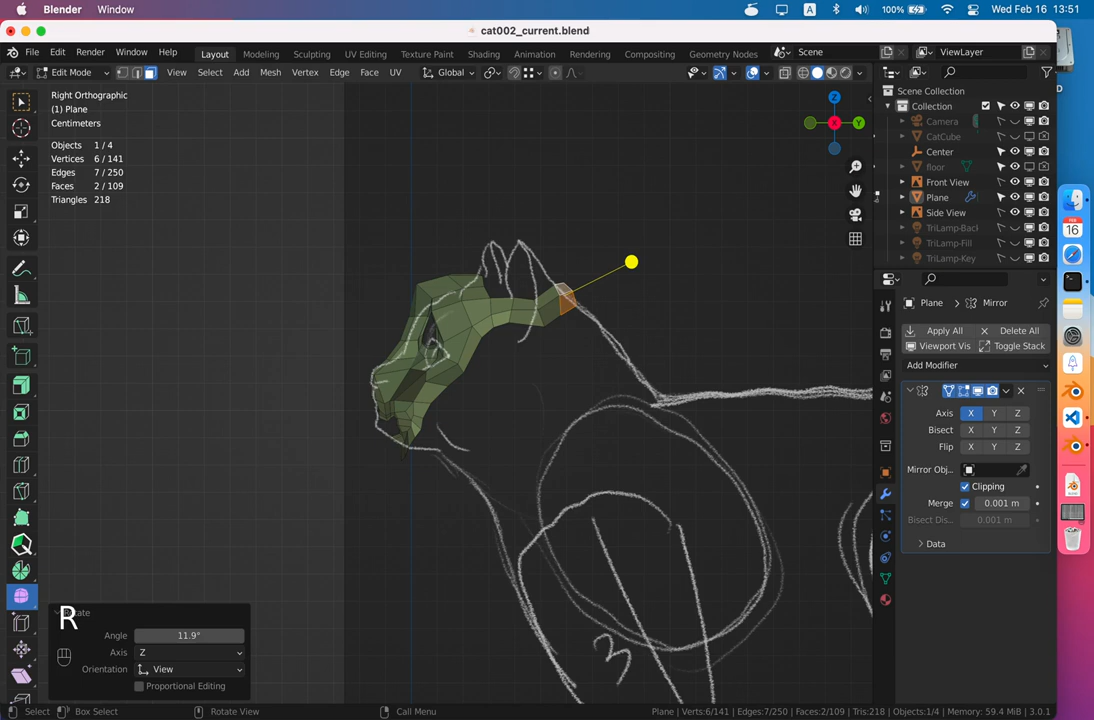 Blender Window 100% A Wed Feb 16 13:51
cat002_current.blend
File Edit Render Window Help Layout Modeling Sculpting UV Editing Texture Paint Shading Animation Rendering Compositing Geometry Nodes Scene ViewLayer
Edit Mode View Select Add Mesh Vertex Edge Face UV Global
Right Orthographic
(1) Plane
Centimeters
Objects 1 / 4
Vertices 6 / 141
Edges 7 / 250
Faces 2 / 109
Triangles 218
Z
X
Y
Scene Collection
Collection
Camera
CatCube
Center
floor
Front View
Plane
Side View
TriLamp-Back
TriLamp-Fill
TriLamp-Key
FEB
16
Plane Mirror
Apply All Delete All
Viewport Vis Toggle Stack
Add Modifier
Axis X Y Z
Bisect X Y Z
Flip X Y Z
Mirror Obj...
Clipping
Merge 0.001 m
Bisect Dis... 0.001 m
Data
3
R
Rotate
Angle 11.9°
Axis Z
Orientation View
Proportional Editing
Select Box Select Rotate View Call Menu Plane | Verts:6/141 | Edges:7/250 | Faces:2/109 | Tris:218 | Objects:1/4 | Memory: 59.4 MiB | 3.0.1